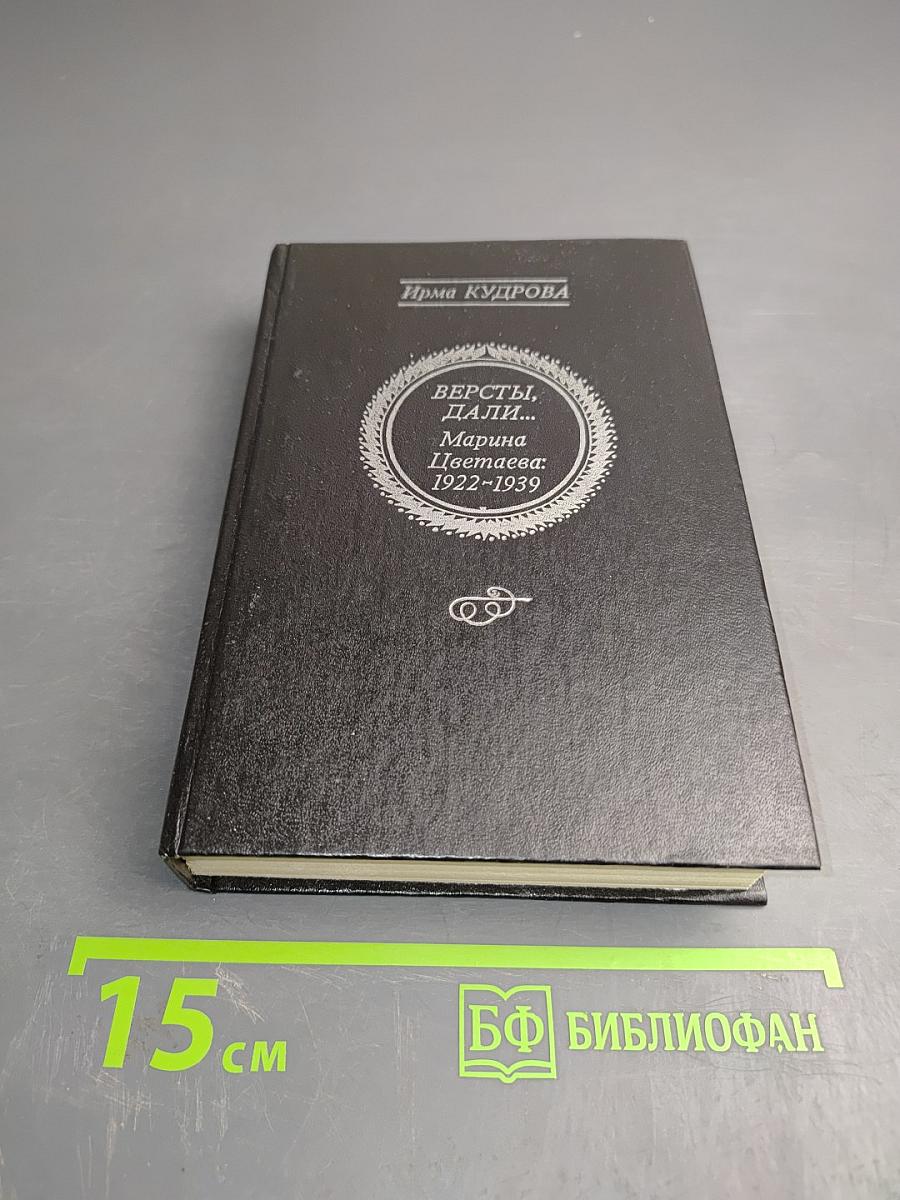 Ирма КУДРОВА
ВЕРСТЫ,
ДАЛИ...
Марина
Цветаева:
1922~1939
15 см
БФ БИБЛИОФАН